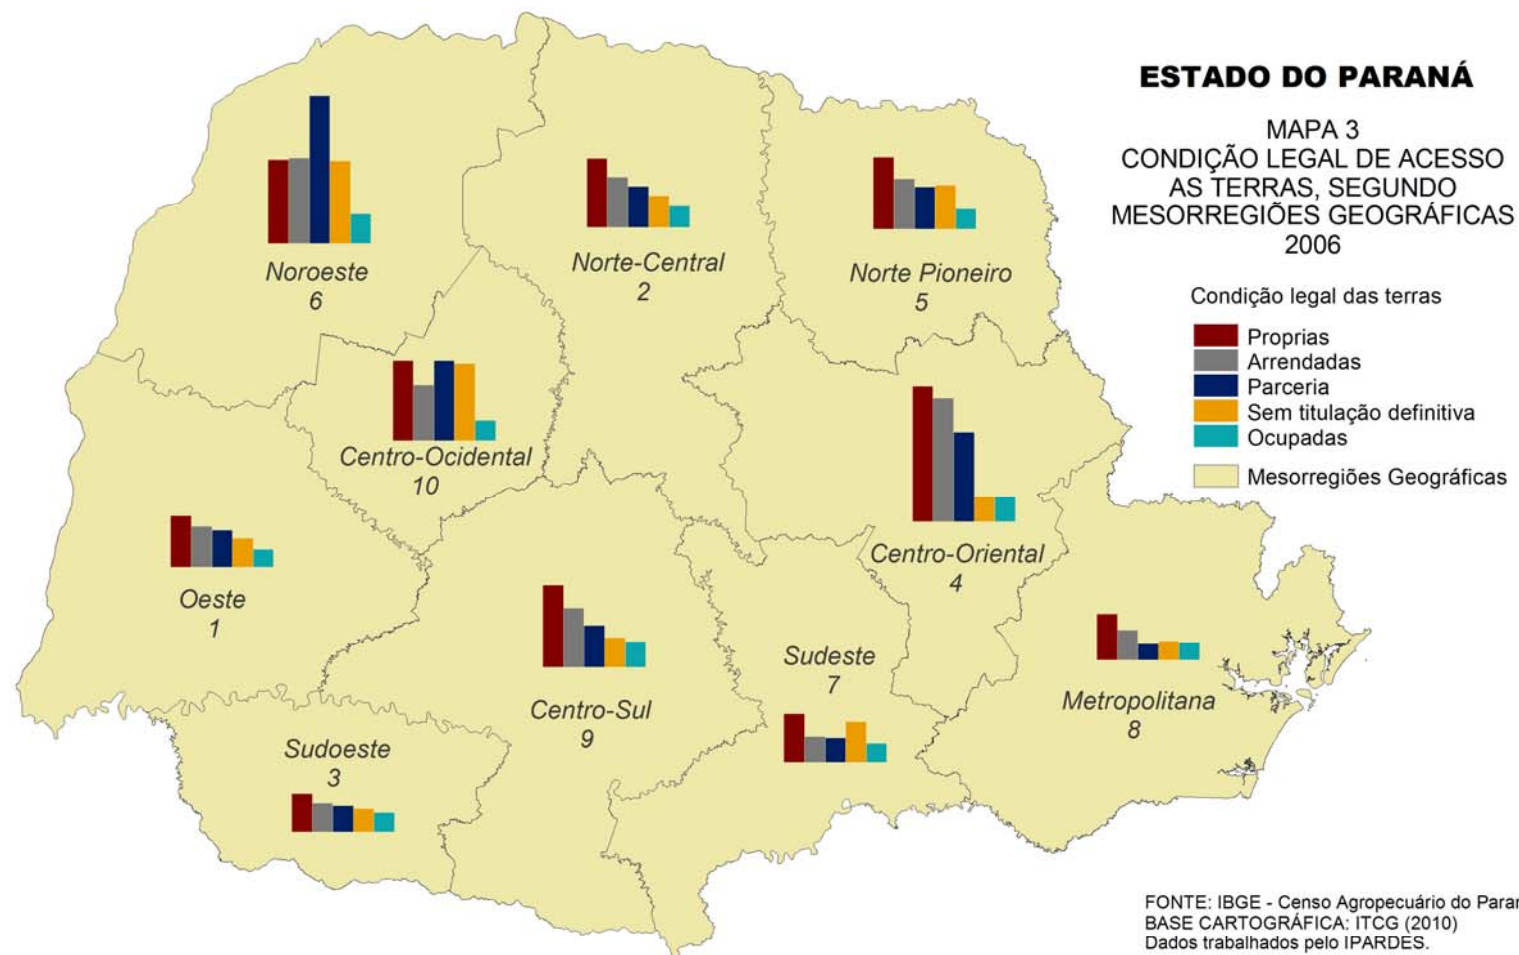 ESTADO DO PARANÁ
MAPA 3
CONDIÇÃO LEGAL DE ACESSO
AS TERRAS, SEGUNDO
MESORREGIÕES GEOGRÁFICAS
2006
Condição legal das terras
Proprias
Arrendadas
Parceria
Sem titulação definitiva
Ocupadas
Mesorregiões Geográficas
Noroeste
6
Norte-Central
2
Norte Pioneiro
5
Centro-Ocidental
10
Centro-Oriental
4
Oeste
1
Centro-Sul
9
Sudeste
7
Metropolitana
8
Sudoeste
3
FONTE: IBGE - Censo Agropecuário do
BASE CARTOGRÁFICA: ITCG (2010)
Dados trabalhados pelo IPARDES.